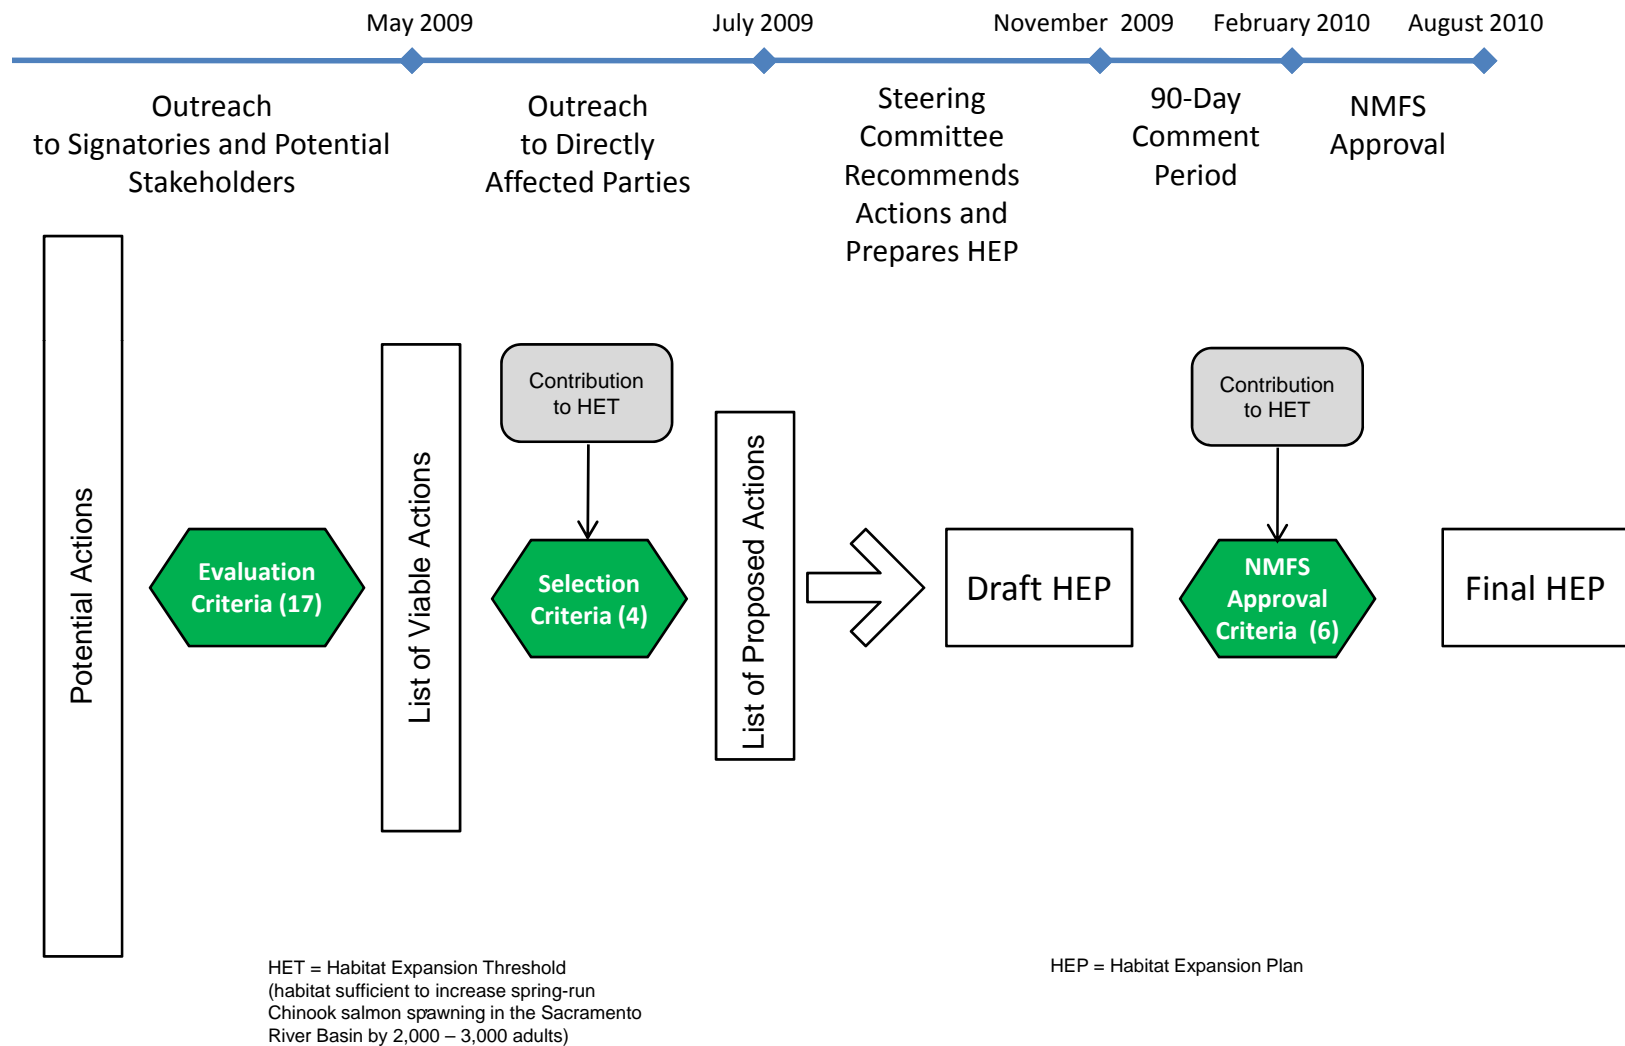 May 2009
July 2009
November 2009
February 2010
August 2010
Outreach
to Signatories and Potential
Stakeholders
Outreach
to Directly
Affected Parties
Steering
Committee
Recommends
Actions and
Prepares HEP
90-Day
Comment
Period
NMFS
Approval
Potential Actions
Evaluation
Criteria (17)
List of Viable Actions
Contribution
to HET
Selection
Criteria (4)
List of Proposed Actions
Draft HEP
Contribution
to HET
NMFS
Approval
Criteria (6)
Final HEP
HET = Habitat Expansion Threshold
(habitat sufficient to increase spring-run
Chinook salmon spawning in the Sacramento
River Basin by 2,000 – 3,000 adults)
HEP = Habitat Expansion Plan